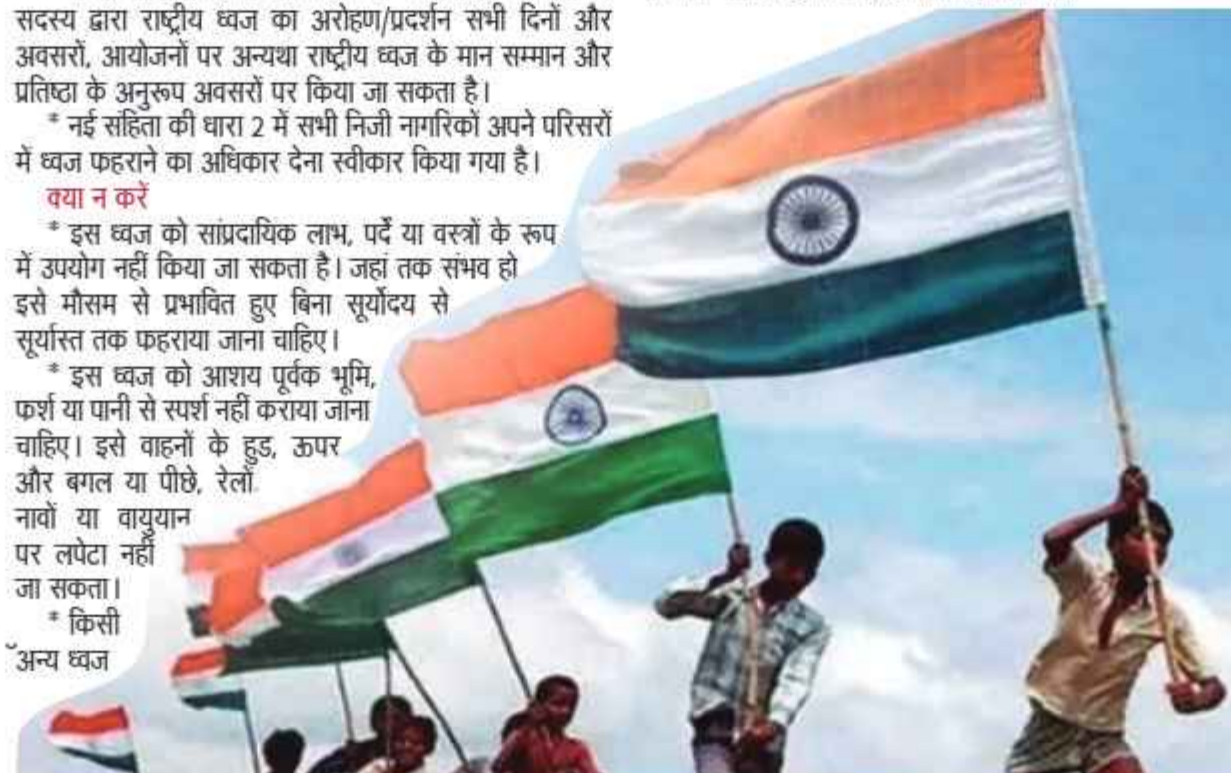 सदस्य द्वारा राष्ट्रीय ध्वज का अरोहण/प्रदर्शन सभी दिनों और
अवसरों, आयोजनों पर अन्यथा राष्ट्रीय ध्वज के मान सम्मान और
प्रतिष्ठा के अनुरूप अवसरों पर किया जा सकता है।
* नई संहिता की धारा 2 में सभी निजी नागरिकों अपने परिसरों
में ध्वज फहराने का अधिकार देना स्वीकार किया गया है।
क्या न करें
* इस ध्वज को सांप्रदायिक लाभ, पर्दे या वस्त्रों के रूप
में उपयोग नहीं किया जा सकता है। जहां तक संभव हो
इसे मौसम से प्रभावित हुए बिना सूर्योदय से
सूर्यास्त तक फहराया जाना चाहिए।
* इस ध्वज को आशय पूर्वक भूमि,
फर्श या पानी से स्पर्श नहीं कराया जाना
चाहिए। इसे वाहनों के हुड, ऊपर
और बगल या पीछे, रेलों
नावों या वायुयान
पर लपेटा नहीं
जा सकता।
* किसी
अन्य ध्वज